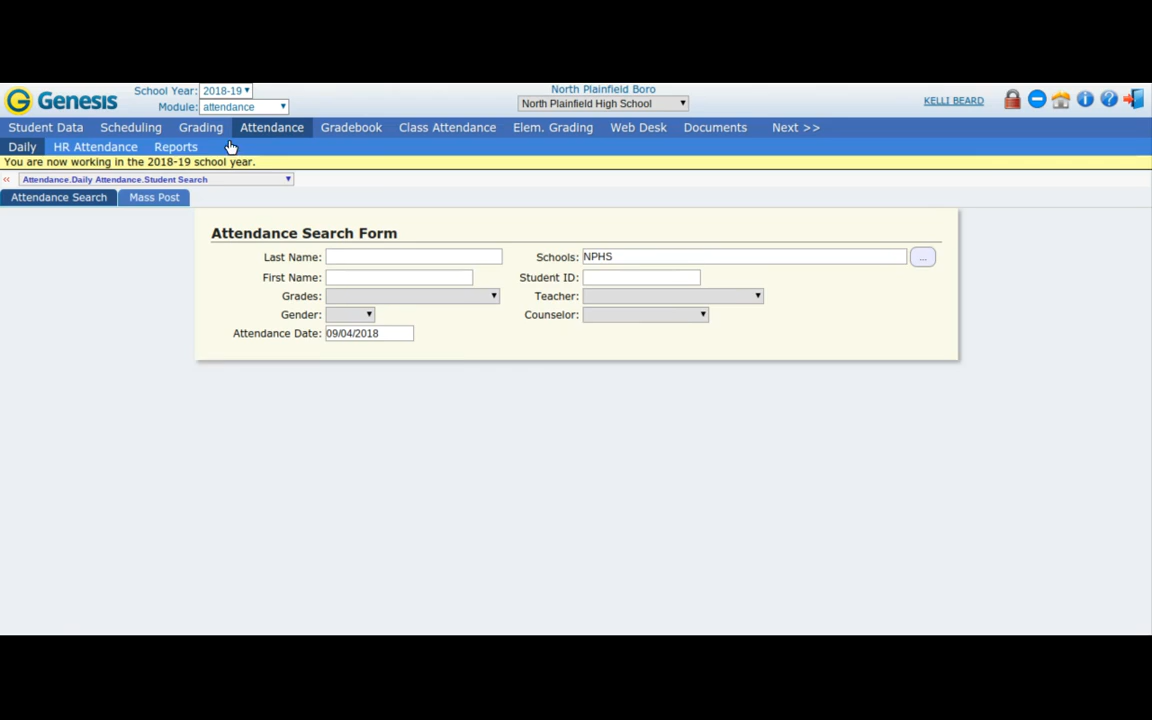 Genesis
School Year: 2018-19
Module: attendance
North Plainfield Boro
North Plainfield High School
KELLI BEARD
Student Data Scheduling Grading Attendance Gradebook Class Attendance Elem. Grading Web Desk Documents Next >>
Daily HR Attendance Reports
You are now working in the 2018-19 school year.
« Attendance.Daily Attendance.Student Search
Attendance Search Mass Post
Attendance Search Form
Last Name: Schools: NPHS ...
First Name: Student ID:
Grades: Teacher:
Gender: Counselor:
Attendance Date: 09/04/2018